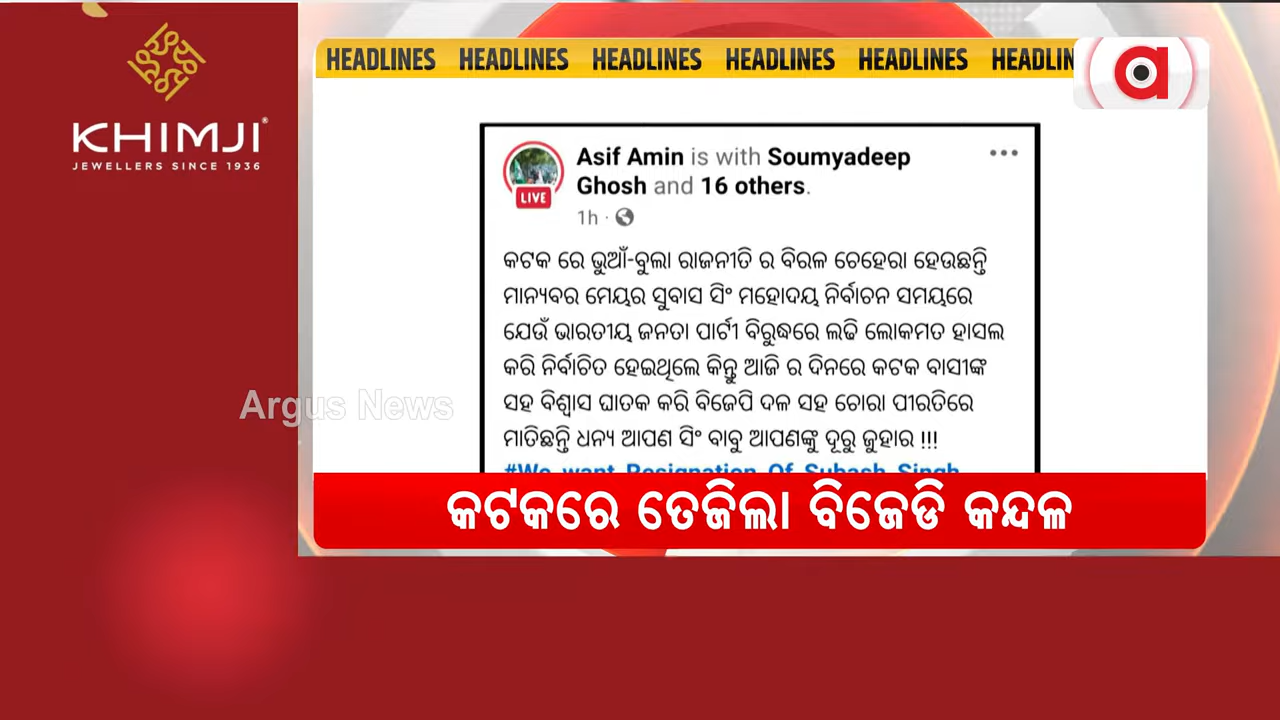 KHIMJI
JEWELLERS SINCE 1936
HEADLINES HEADLINES HEADLINES HEADLINES HEADLINES HEADLIN
Asif Amin is with Soumyadeep
Ghosh and 16 others.
LIVE
1h ·
କଟକ ରେ ଭୁଆଁ-ବୁଲା ରାଜନୀତି ର ବିରଳ ଚେହେରା ହେଉଛନ୍ତି
ମାନ୍ୟବର ମେୟର ସୁବାସ ସିଂ ମହୋଦୟ ନିର୍ବାଚନ ସମୟରେ
ଯେଉଁ ଭାରତୀୟ ଜନତା ପାର୍ଟୀ ବିରୁଦ୍ଧରେ ଲଢି ଲୋକମତ ହାସଲ
କରି ନିର୍ବାଚିତ ହେଇଥିଲେ କିନ୍ତୁ ଆଜି ର ଦିନରେ କଟକ ବାସୀଙ୍କ
ସହ ବିଶ୍ୱାସ ଘାତକ କରି ବିଜେପି ଦଳ ସହ ଚୋରା ପୀରତିରେ
ମାତିଛନ୍ତି ଧନ୍ୟ ଆପଣ ସିଂ ବାବୁ ଆପଣଙ୍କୁ ଦୂରୁ ଜୁହାର !!!
#We_want_Resignation_Of_Subash_Singh
Argus News
କଟକରେ ତେଜିଲା ବିଜେଡି କନ୍ଦଳ